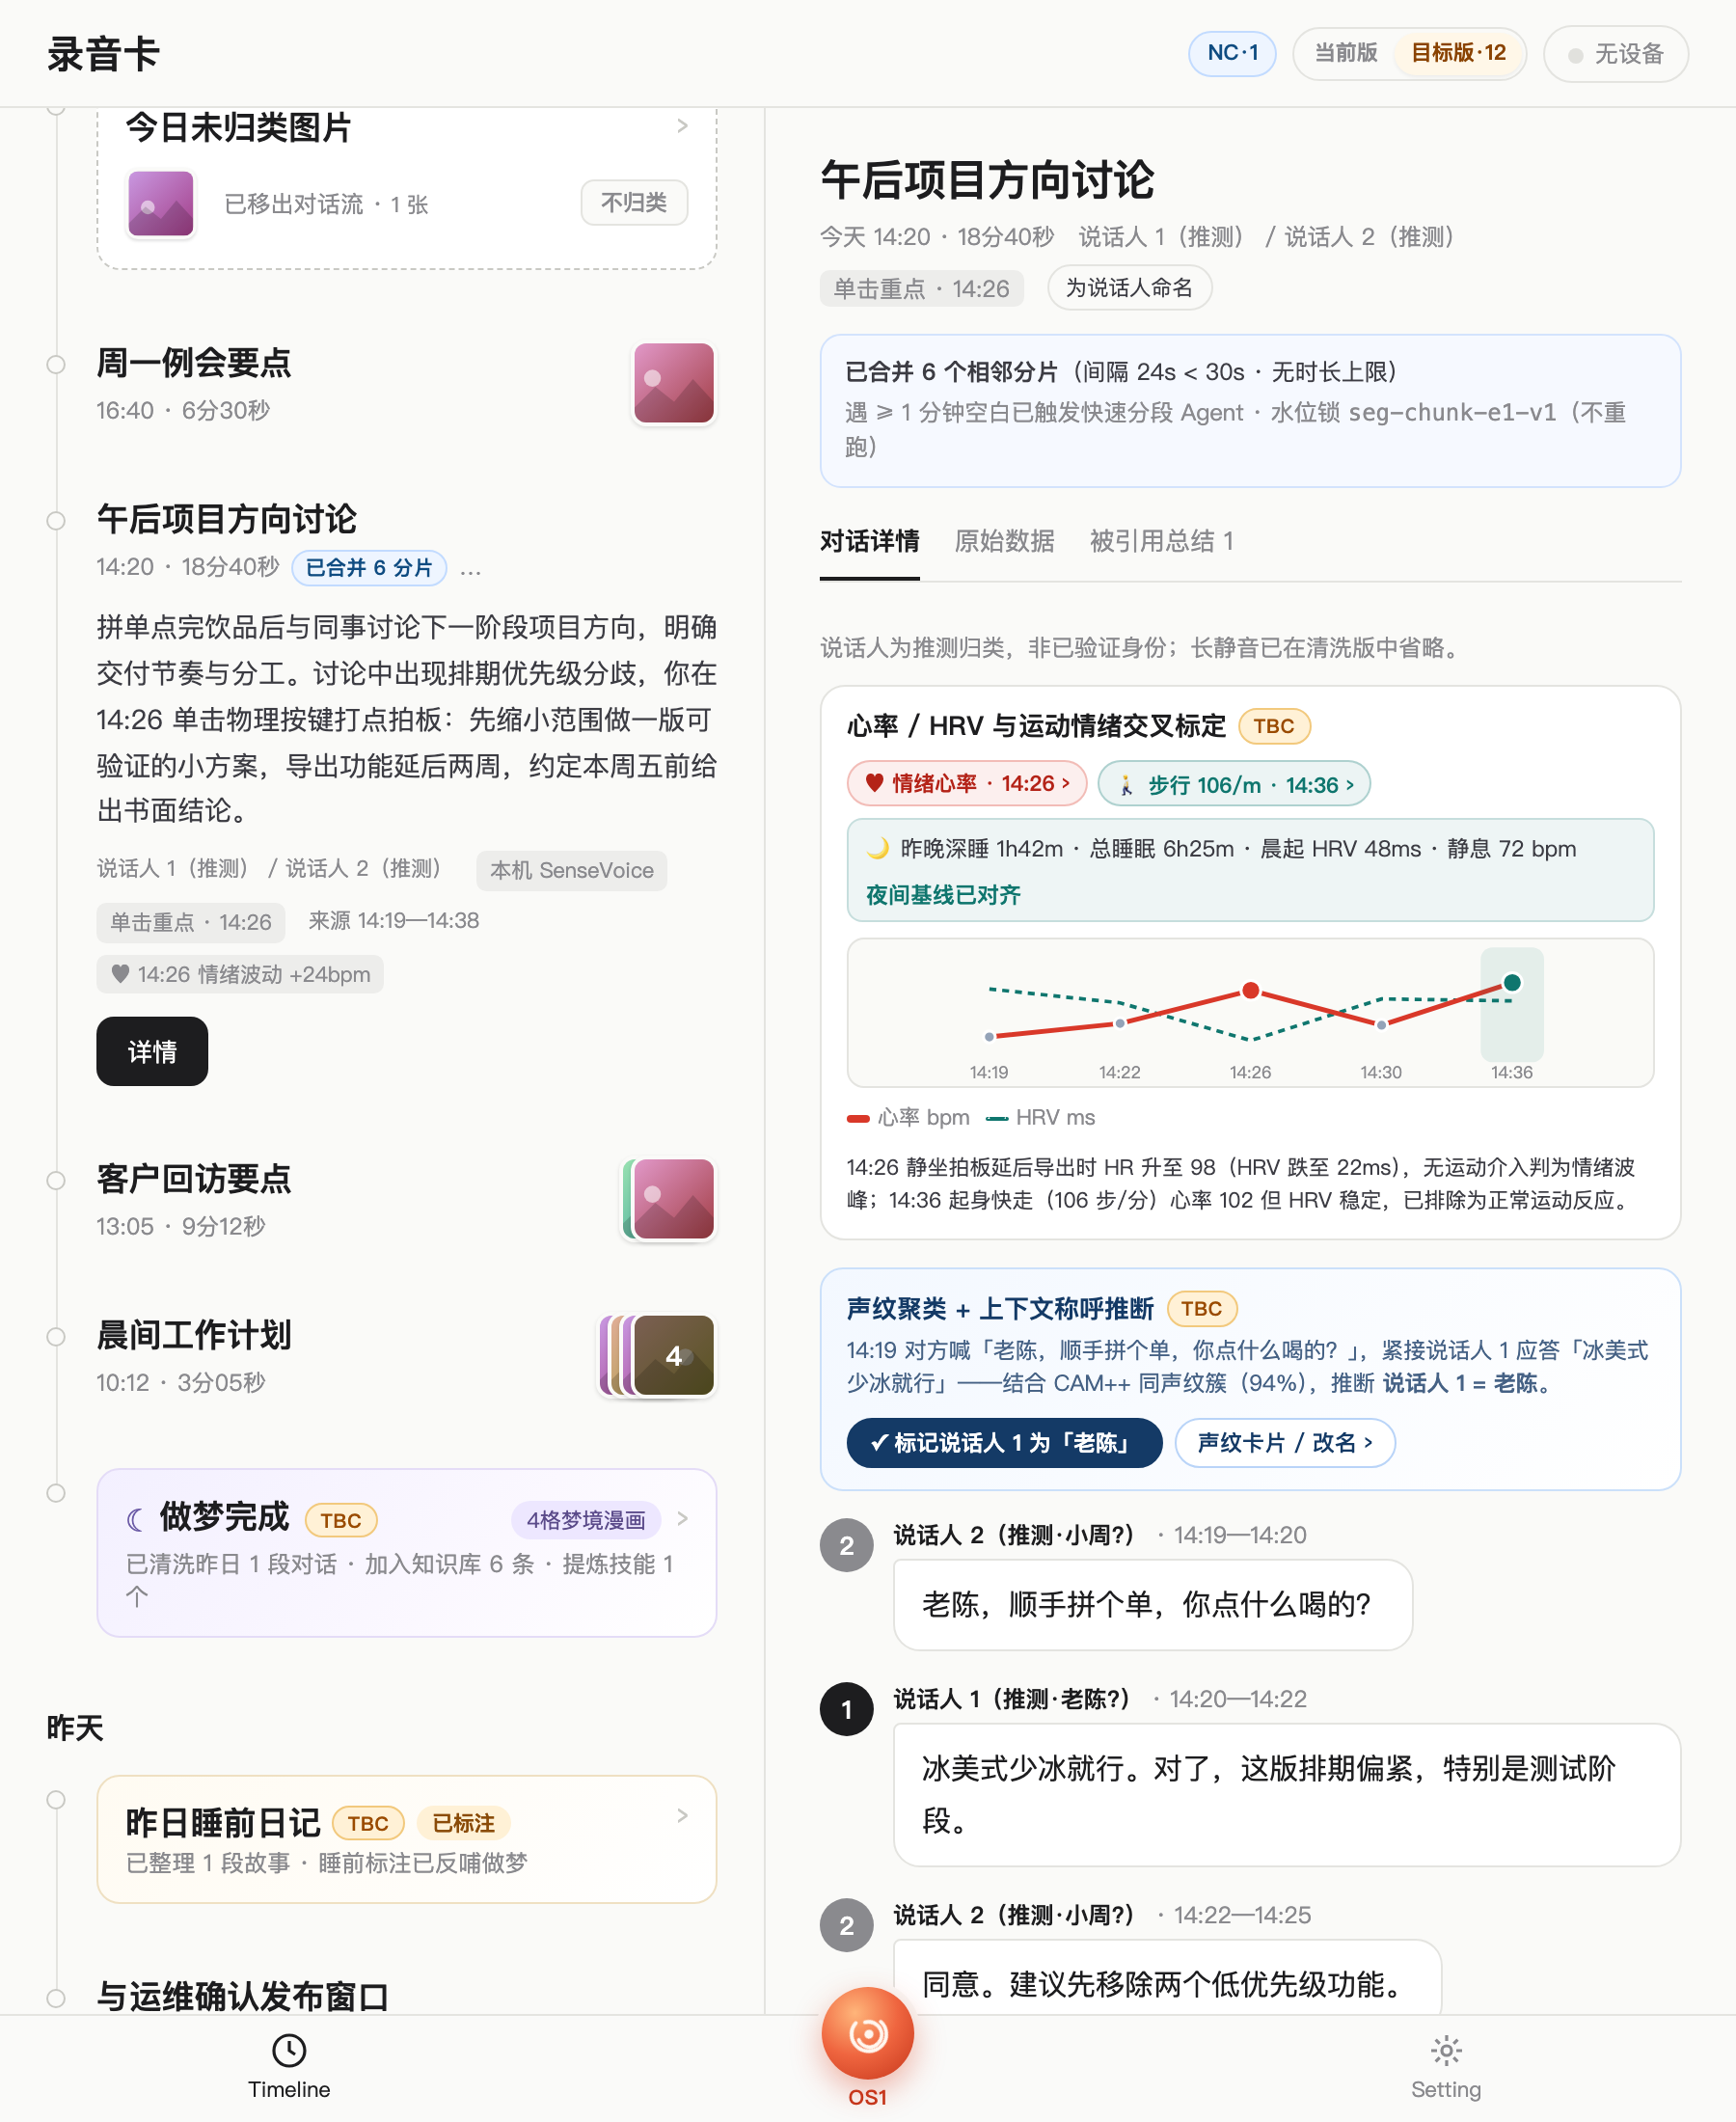 录音卡
NC·1
当前版
目标版·12
无设备
今日未归类图片
已移出对话流 · 1 张
不归类
周一例会要点
16:40 · 6分30秒
午后项目方向讨论
14:20 · 18分40秒 已合并 6 分片 ...
拼单点完饮品后与同事讨论下一阶段项目方向，明确
交付节奏与分工。讨论中出现排期优先级分歧，你在
14:26 单击物理按键打点拍板：先缩小范围做一版可
验证的小方案，导出功能延后两周，约定本周五前给
出书面结论。
说话人 1（推测） / 说话人 2（推测） 本机 SenseVoice
单击重点 · 14:26 来源 14:19—14:38
♥ 14:26 情绪波动 +24bpm
详情
客户回访要点
13:05 · 9分12秒
晨间工作计划
10:12 · 3分05秒
4
做梦完成 TBC 4格梦境漫画
已清洗昨日 1 段对话 · 加入知识库 6 条 · 提炼技能 1
个
昨天
昨日睡前日记 TBC 已标注
已整理 1 段故事 · 睡前标注已反哺做梦
与运维确认发布窗口
午后项目方向讨论
今天 14:20 · 18分40秒 说话人 1（推测） / 说话人 2（推测）
单击重点 · 14:26 为说话人命名
已合并 6 个相邻分片（间隔 24s < 30s · 无时长上限）
遇 ≥ 1 分钟空白已触发快速分段 Agent · 水位锁 seg-chunk-e1-v1（不重
跑）
对话详情 原始数据 被引用总结 1
说话人为推测归类，非已验证身份；长静音已在清洗版中省略。
心率 / HRV 与运动情绪交叉标定 TBC
♥ 情绪心率 · 14:26 › 步行 106/m · 14:36 ›
昨晚深睡 1h42m · 总睡眠 6h25m · 晨起 HRV 48ms · 静息 72 bpm
夜间基线已对齐
14:19 14:22 14:26 14:30 14:36
心率 bpm HRV ms
14:26 静坐拍板延后导出时 HR 升至 98（HRV 跌至 22ms），无运动介入判为情绪波
峰；14:36 起身快走（106 步/分）心率 102 但 HRV 稳定，已排除为正常运动反应。
声纹聚类 + 上下文称呼推断 TBC
14:19 对方喊「老陈，顺手拼个单，你点什么喝的？」，紧接说话人 1 应答「冰美式
少冰就行」——结合 CAM++ 同声纹簇（94%），推断 说话人 1 = 老陈。
✓ 标记说话人 1 为「老陈」 声纹卡片 / 改名 ›
2 说话人 2（推测·小周?） · 14:19—14:20
老陈，顺手拼个单，你点什么喝的？
1 说话人 1（推测·老陈?） · 14:20—14:22
冰美式少冰就行。对了，这版排期偏紧，特别是测试阶
段。
2 说话人 2（推测·小周?） · 14:22—14:25
同意。建议先移除两个低优先级功能。
Timeline
OS1
Setting